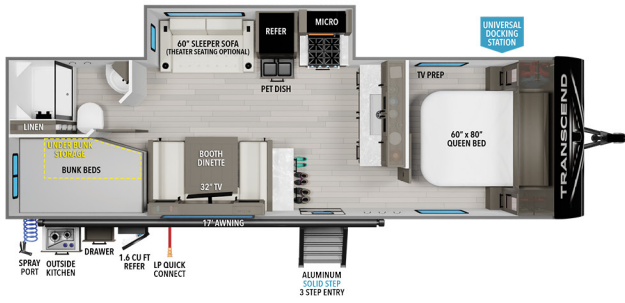 UNIVERSAL
DOCKING
STATION
60" SLEEPER SOFA
(THEATER SEATING OPTIONAL)
REFER
MICRO
PET DISH
TV PREP
LINEN
UNDER BUNK
STORAGE
BUNK BEDS
BOOTH
DINETTE
32" TV
60" x 80"
QUEEN BED
TRANSCEND
17' AWNING
SPRAY
PORT
OUTSIDE
KITCHEN
DRAWER
1.6 CU FT
REFER
LP QUICK
CONNECT
ALUMINUM
SOLID STEP
3 STEP ENTRY